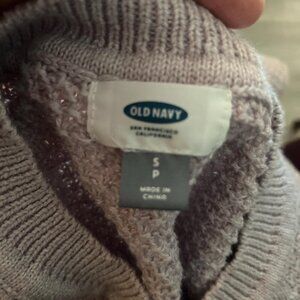 OLD NAVY
SAN FRANCISCO
CALIFORNIA
S
P
MADE IN
CHINA